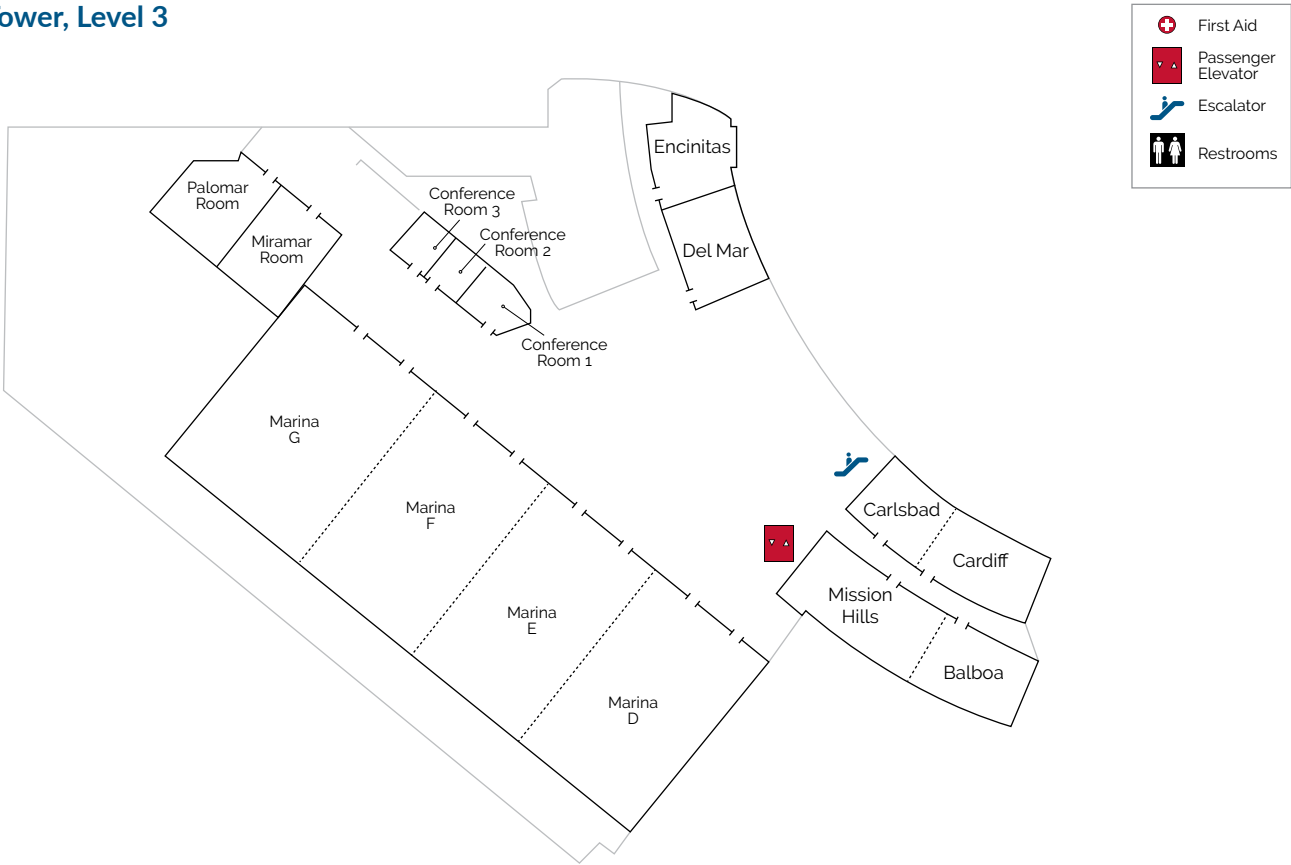 ower, Level 3
First Aid
Passenger
Elevator
Escalator
Restrooms
Encinitas
Del Mar
Palomar
Room
Miramar
Room
Conference
Room 3
Conference
Room 2
Conference
Room 1
Marina
G
Marina
F
Marina
E
Marina
D
Carlsbad
Cardiff
Mission
Hills
Balboa